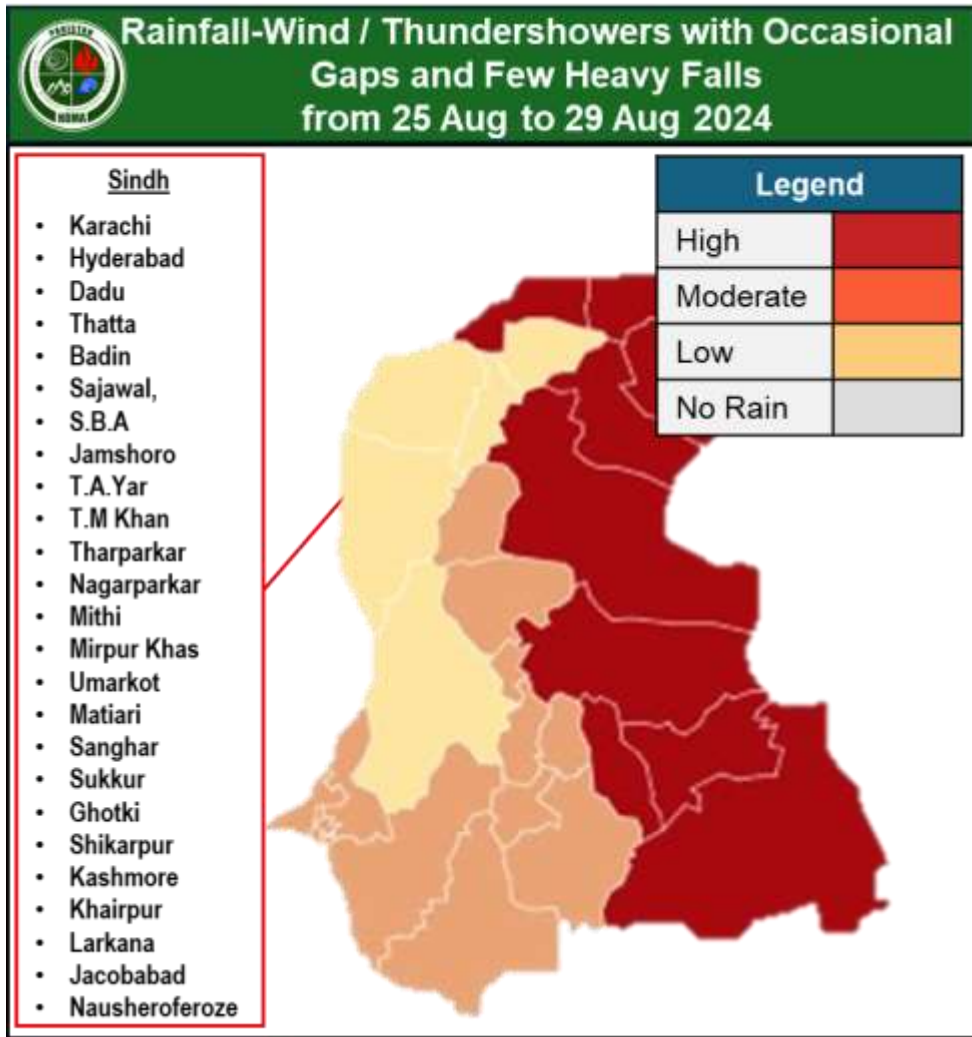 PAKISTAN
NDMA
Rainfall-Wind / Thundershowers with Occasional
Gaps and Few Heavy Falls
from 25 Aug to 29 Aug 2024
Sindh
• Karachi
• Hyderabad
• Dadu
• Thatta
• Badin
• Sajawal,
• S.B.A
• Jamshoro
• T.A.Yar
• T.M Khan
• Tharparkar
• Nagarparkar
• Mithi
• Mirpur Khas
• Umarkot
• Matiari
• Sanghar
• Sukkur
• Ghotki
• Shikarpur
• Kashmore
• Khairpur
• Larkana
• Jacobabad
• Nausheroferoze
Legend
High
Moderate
Low
No Rain